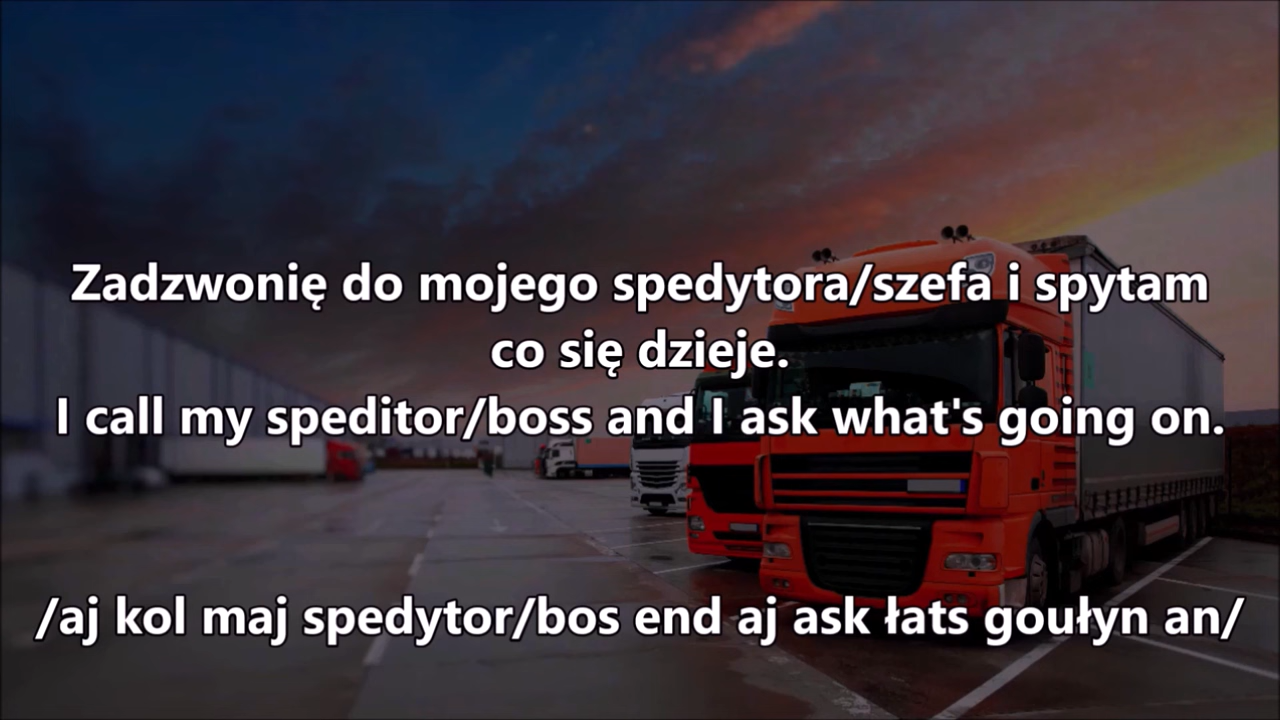 Zadzwonię do mojego spedytora/szefa i spytam
co się dzieje.
I call my speditor/boss and I ask what's going on.
/aj kol maj spedytor/bos end aj ask łats goułyn an/